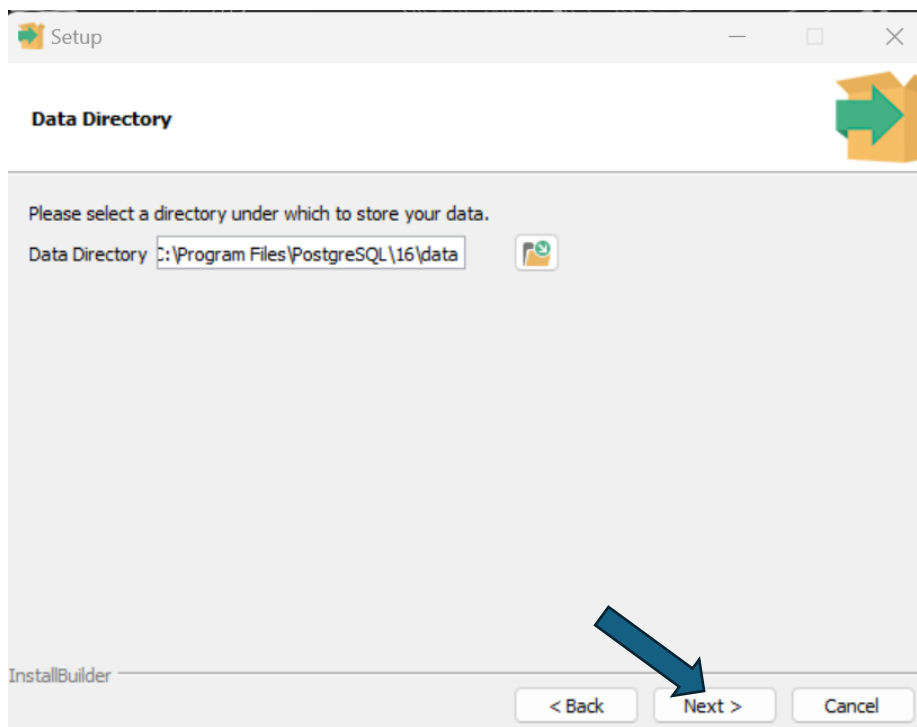 Setup
Data Directory
Please select a directory under which to store your data.
Data Directory :\Program Files\PostgreSQL\16\data
InstallBuilder
< Back Next > Cancel